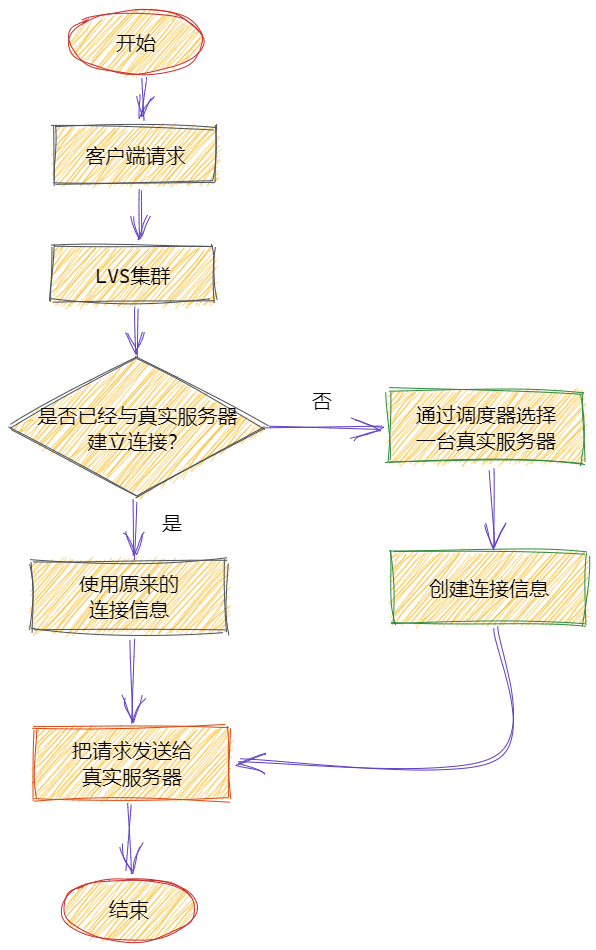 开始
客户端请求
LVS集群
是否已经与真实服务器
建立连接?
否
通过调度器选择
一台真实服务器
是
使用原来的
连接信息
创建连接信息
把请求发送给
真实服务器
结束